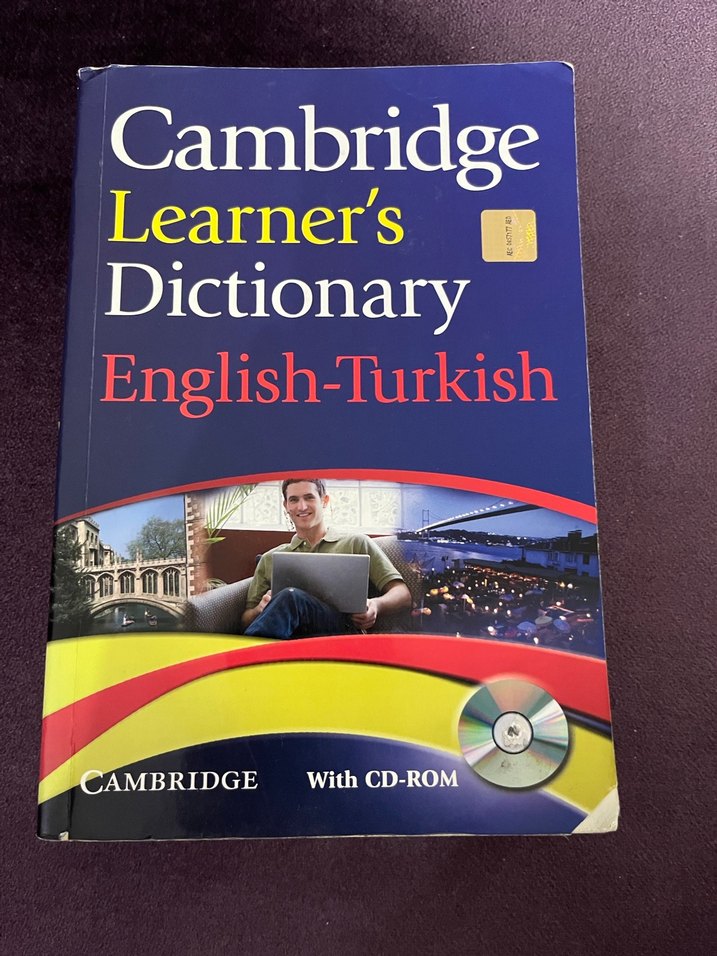 Cambridge
Learner's
Dictionary
English-Turkish
CAMBRIDGE
With CD-ROM